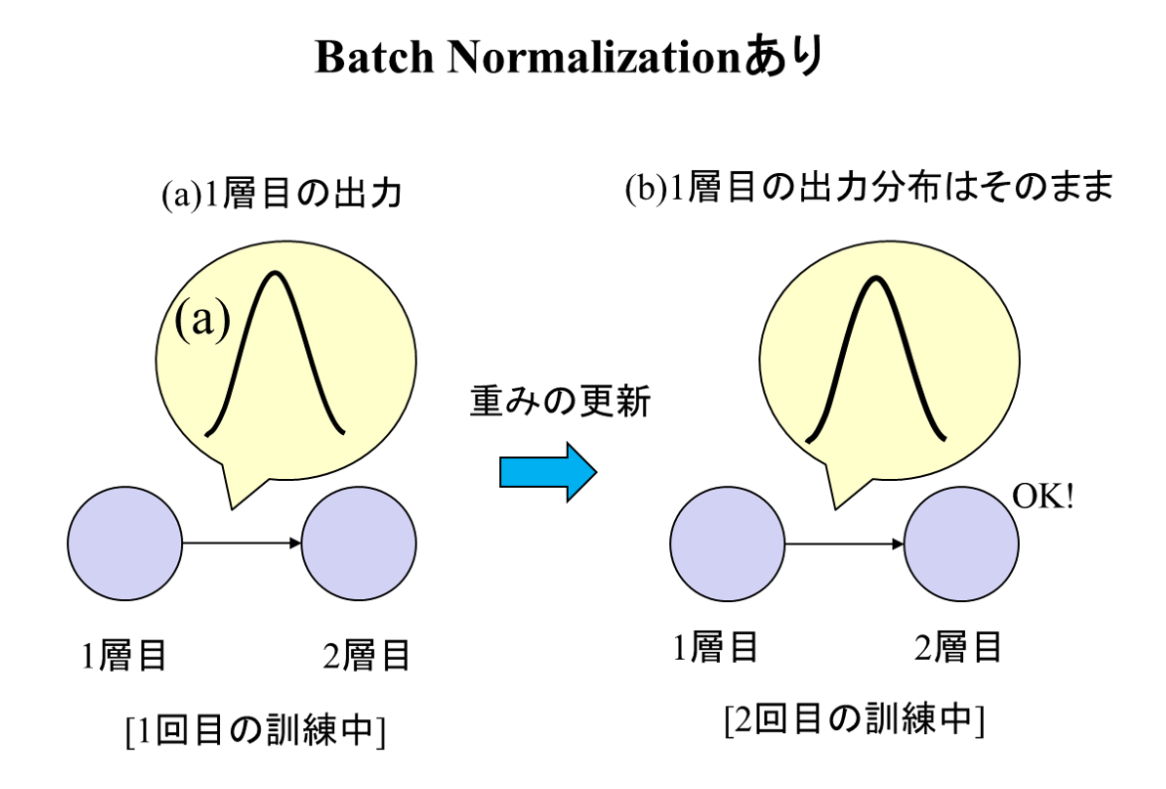 Batch Normalizationあり
(a)1層目の出力
(b)1層目の出力分布はそのまま
(a)
重みの更新
OK!
1層目
2層目
1層目
2層目
[1回目の訓練中]
[2回目の訓練中]